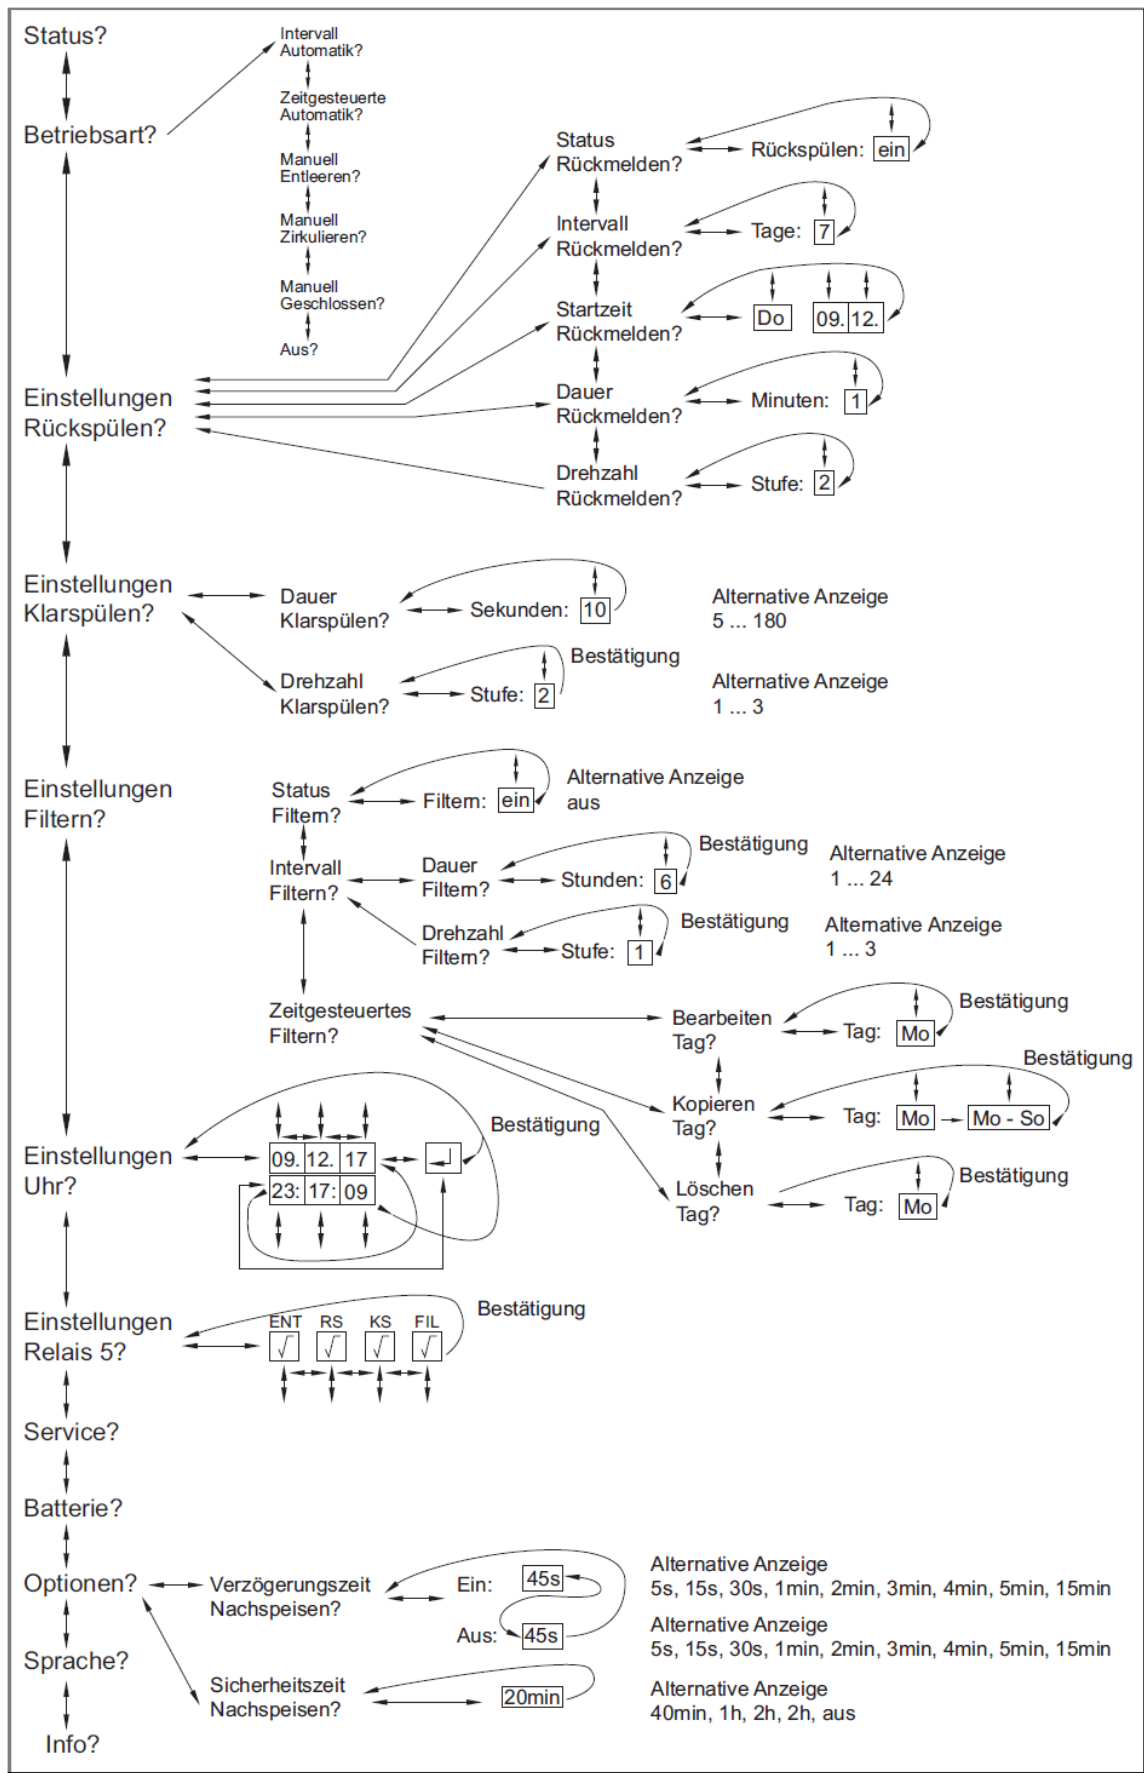 Status?
Intervall
Automatik?
Zeitgesteuerte
Automatik?
Betriebsart?
Manuell
Entleeren?
Manuell
Zirkulieren?
Manuell
Geschlossen?
Aus?
Status
Rückmelden?
Rückspülen: ein
Intervall
Rückmelden?
Tage: 7
Startzeit
Rückmelden?
Do 09. 12.
Dauer
Rückmelden?
Minuten: 1
Drehzahl
Rückmelden?
Stufe: 2
Einstellungen
Rückspülen?
Einstellungen
Klarspülen?
Dauer
Klarspülen?
Sekunden: 10
Alternative Anzeige
5 ... 180
Drehzahl
Klarspülen?
Stufe: 2
Bestätigung
Alternative Anzeige
1 ... 3
Einstellungen
Filtern?
Status
Filtern?
Filtern: ein
Alternative Anzeige
aus
Intervall
Filtern?
Dauer
Filtern?
Stunden: 6
Bestätigung
Alternative Anzeige
1 ... 24
Drehzahl
Filtern?
Stufe: 1
Bestätigung
Alternative Anzeige
1 ... 3
Zeitgesteuertes
Filtern?
Bearbeiten
Tag?
Tag: Mo
Bestätigung
Kopieren
Tag?
Tag: Mo Mo - So
Bestätigung
Löschen
Tag?
Tag: Mo
Bestätigung
Einstellungen
Uhr?
09. 12. 17
23: 17: 09
Bestätigung
Einstellungen
Relais 5?
ENT RS KS FIL
√ √ √ √
Bestätigung
Service?
Batterie?
Optionen?
Verzögerungszeit
Nachspeisen?
Ein: 45s
Alternative Anzeige
5s, 15s, 30s, 1min, 2min, 3min, 4min, 5min, 15min
Aus: 45s
Alternative Anzeige
5s, 15s, 30s, 1min, 2min, 3min, 4min, 5min, 15min
Sprache?
Sicherheitszeit
Nachspeisen?
20min
Alternative Anzeige
40min, 1h, 2h, 2h, aus
Info?